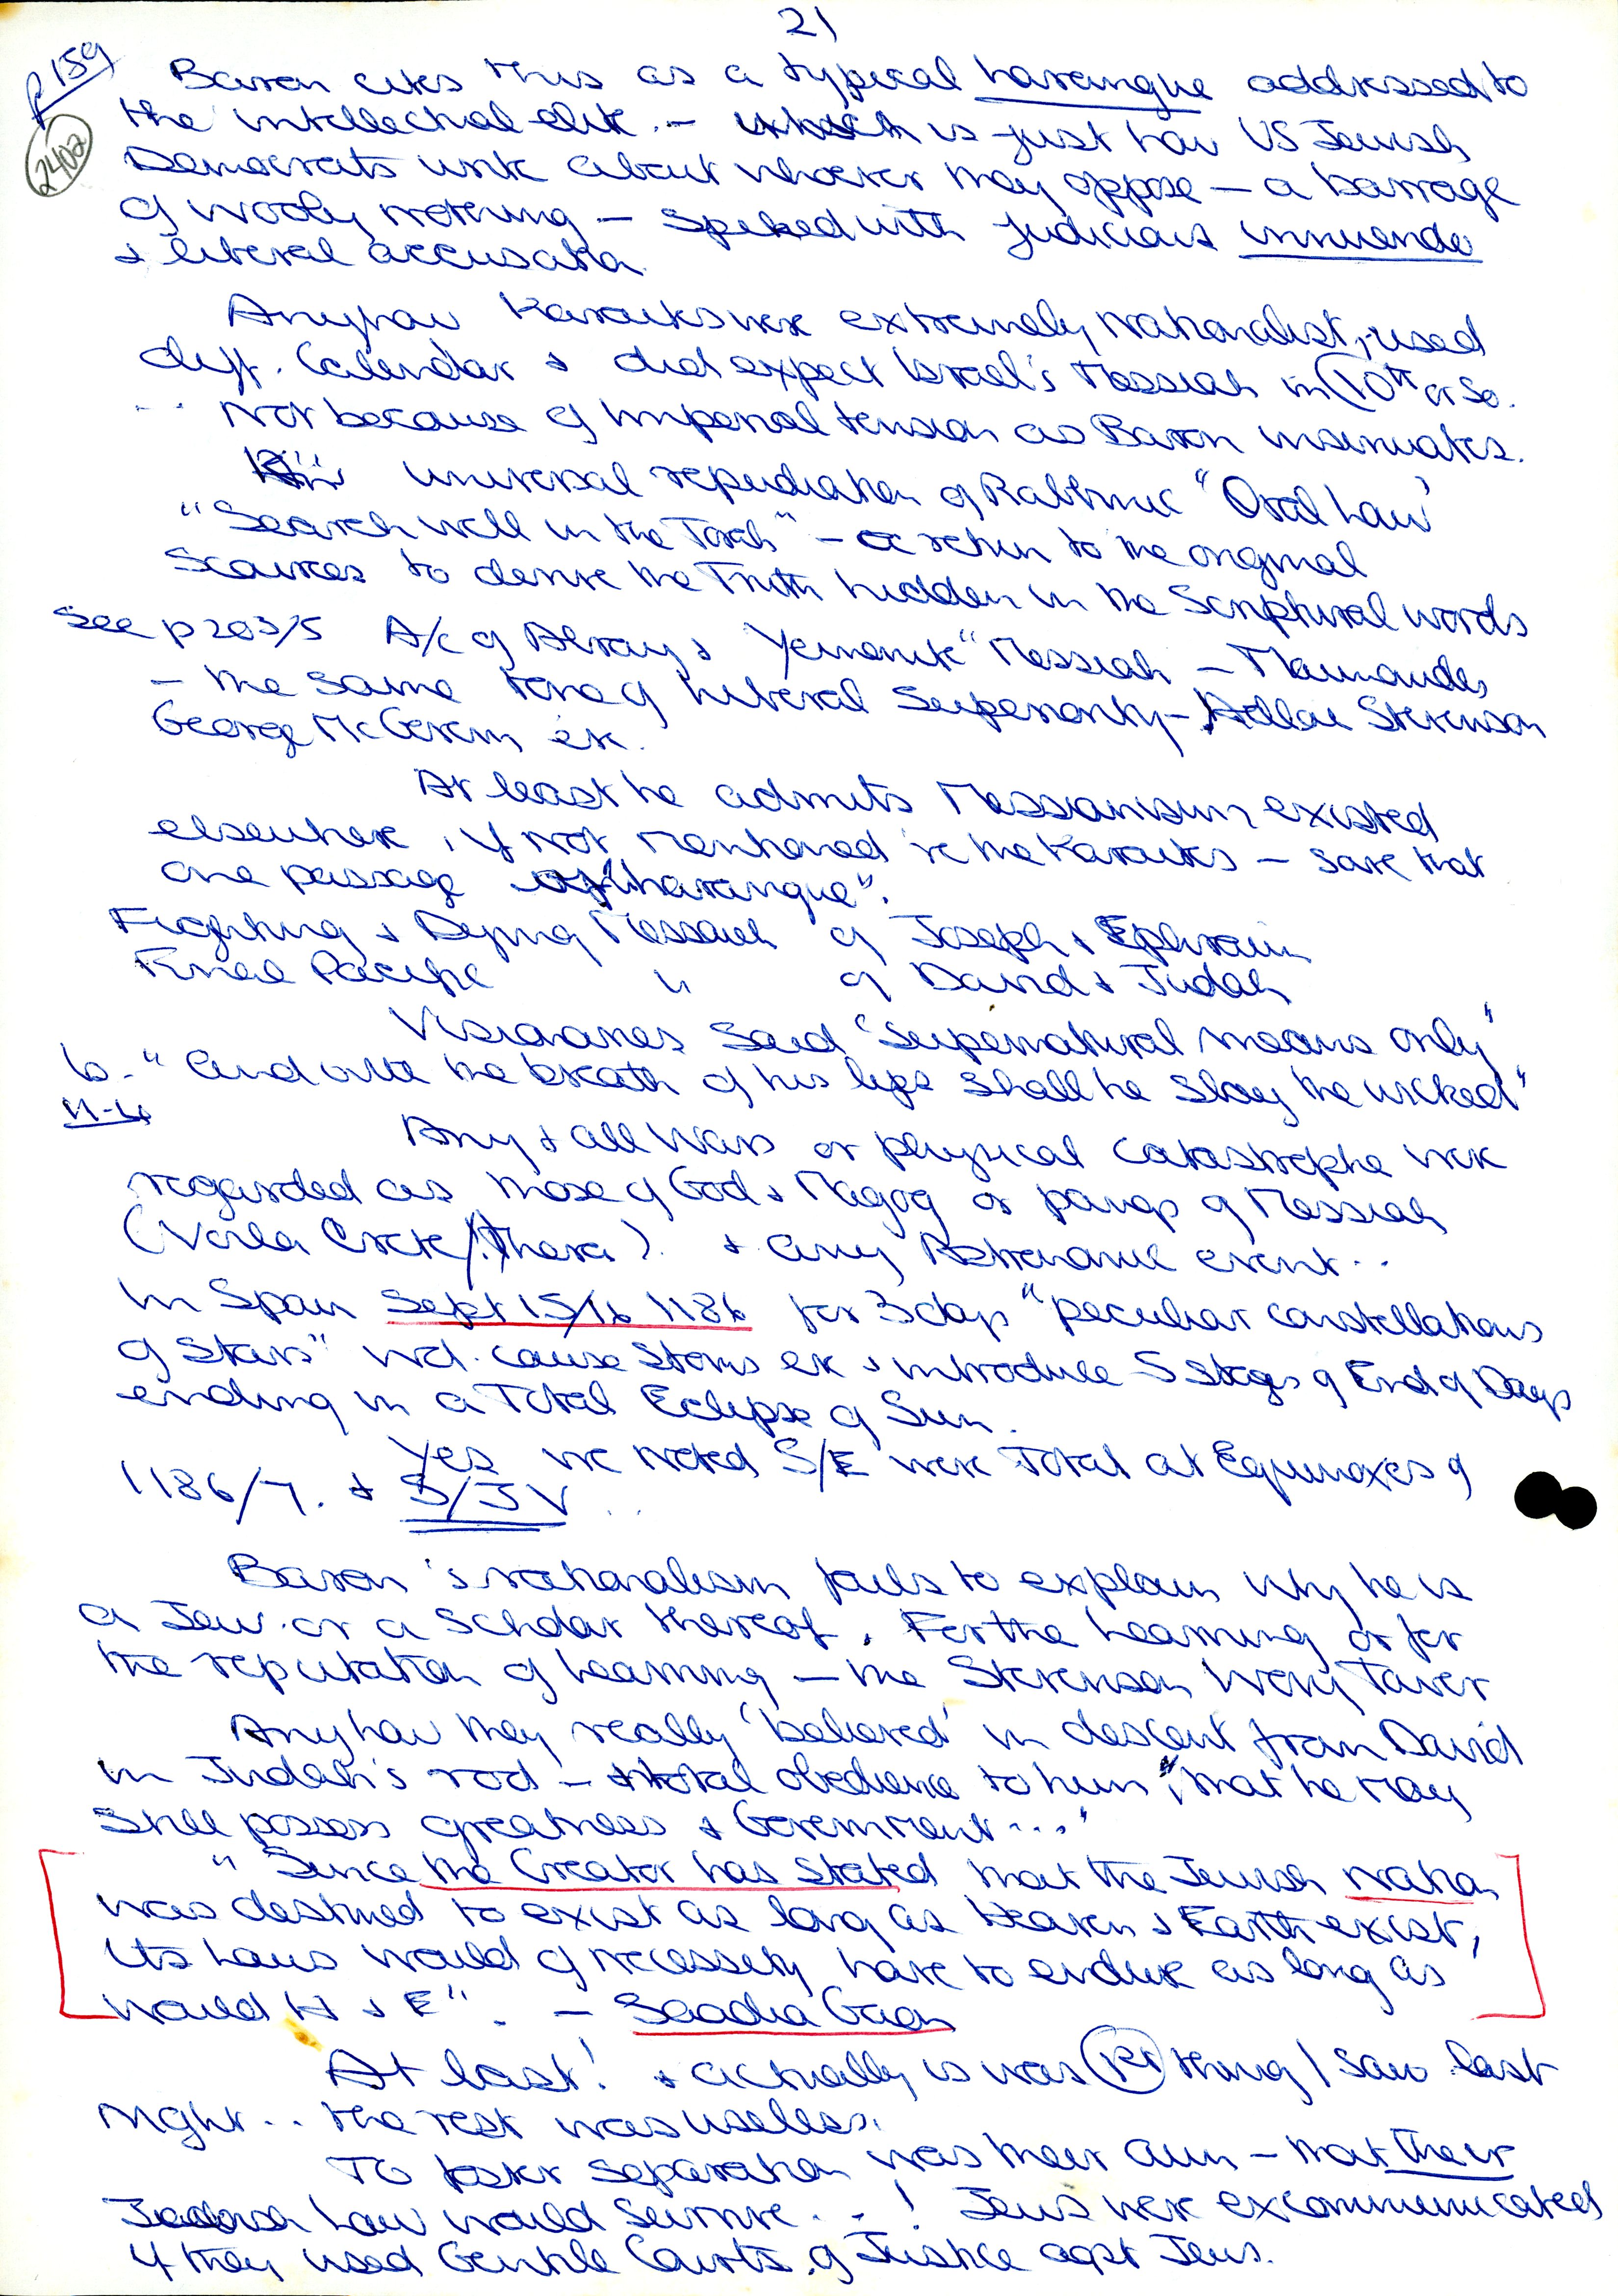 21
p159
2402
Baron cites this as a typical harangue addressed to
the intellectual elite. – which is just how US Jewish
Democrats write about whoever may oppose – a barrage
of wooly nothing – spiked with judicious innuendo
& literal accusation.
Anyhow Karaites were extremely nationalist, used
diff. Calendar & did expect Israel's Messiah in 10th or so.
.. Not because of Imperial tension as Baron insinuates.
universal repudiation of Rabbinic "Oral Law"
"Search well in the Torah" – a return to the original
Sources to derive the Truth hidden in the Scriptural words
See p 203/5 A/c of Alroy & Yemenite "Messiah – Maimonides
– the same tone of Liberal Superiority – Adlai Stevenson
George McGovern etc.
At least he admits Messianism existed
elsewhere, if not mentioned re the Karaites – save that
one passage of "harangue".
Fighting & Dying Messiah of Joseph & Ephraim
Final Pacific " of David & Judah
Visionaries said "Supernatural means only"
Is. "and with the breath of his lips shall he slay the wicked"
11-4
Any & all Wars or physical catastrophe were
regarded as those of God & Magog or pangs of Messiah
(Voila Crete/Thera). & any Astronomic event..
In Spain Sept 15/16 1186 for 3 days "peculiar constellations
of Stars" wd. cause Storms etc & introduce 5 stages of End of Days
ending in a Total Eclipse of Sun.
Yes we noted S/E were Total at Equinoxes of
1186/7. & S/J V ..
Baron's rationalism fails to explain why he is
a Jew. or a Scholar thereof. For the Learning or for
the reputation of Learning – the Stevenson Ivory Tower
Anyhow they really 'believed' in descent from David
in Judah's rod – & total obedience to him, "that he may
still possess greatness & Government..."
"Since the Creator has stated that the Jewish nation
was destined to exist as long as Heaven & Earth exist,
its Laws would of necessity have to endure as long as
would H & E". – Saadia Gaon
At last! & actually is was 1st thing I saw last
night.. the rest was useless.
To foster separation was their aim – that their
Law would survive..! Jews were excommunicated
if they used Gentile Courts of Justice agst Jews.